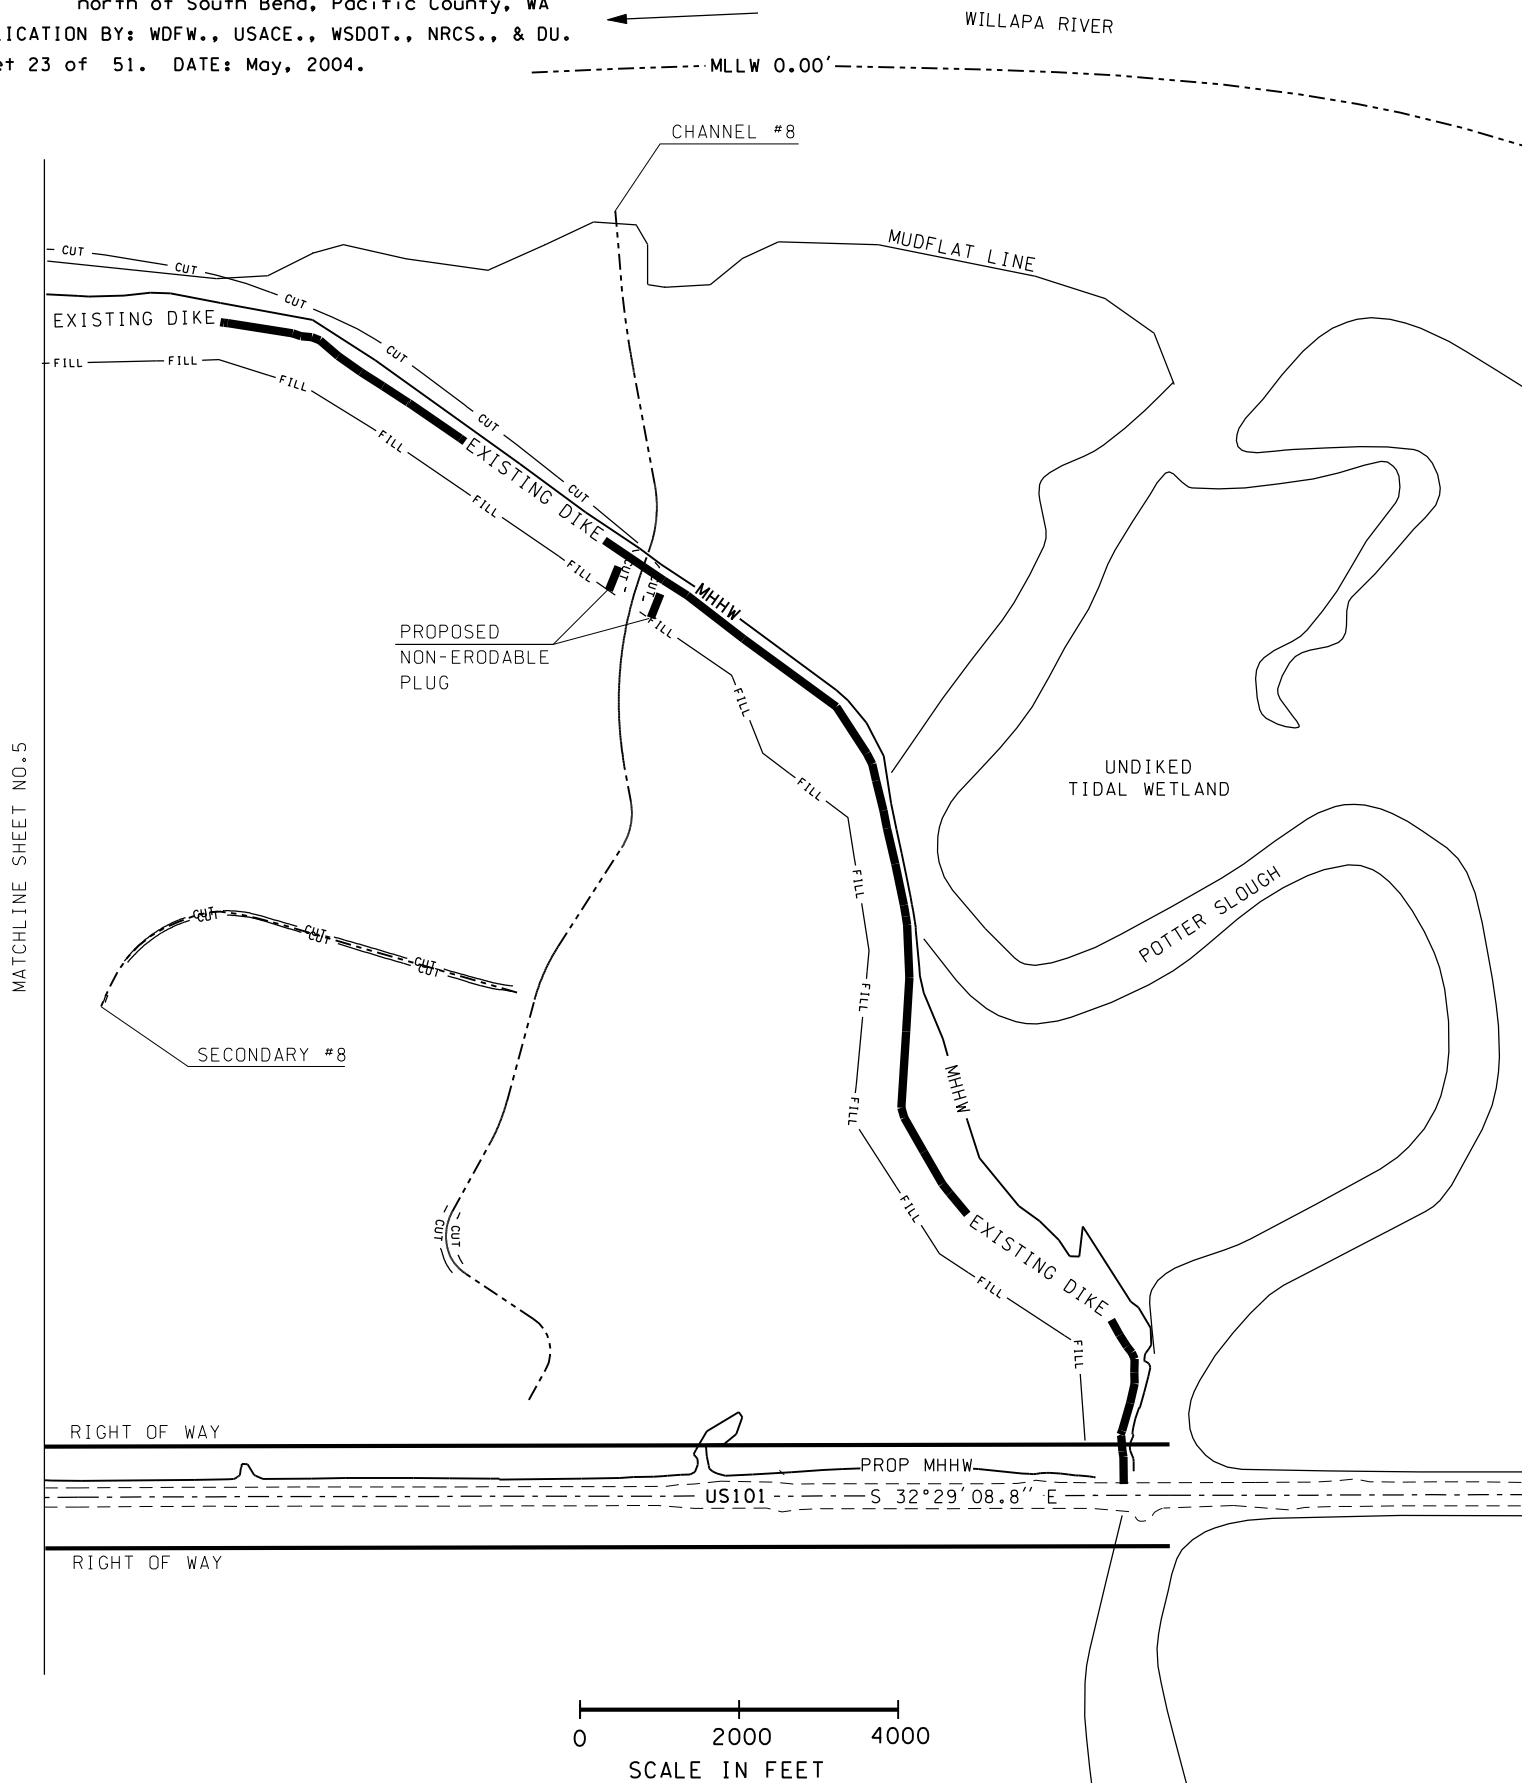 north of South Bend, Pacific County, WA
LICATION BY: WDFW., USACE., WSDOT., NRCS., & DU.
et 23 of 51. DATE: May, 2004.
WILLAPA RIVER
MLLW 0.00'
CHANNEL #8
MUDFLAT LINE
CUT
CUT
CUT
EXISTING DIKE
CUT
FILL
FILL
FILL
CUT
FILL
EXISTING DIKE
CUT
FILL
FILL
CUT
CUT
MHHW
PROPOSED
NON-ERODABLE
PLUG
FILL
FILL
MATCHLINE SHEET NO.5
UNDIKED
TIDAL WETLAND
FILL
FILL
POTTER SLOUGH
CUT
CUT
CUT
CUT
CUT
CUT
FILL
SECONDARY #8
MHHW
FILL
FILL
CUT
CUT
EXISTING DIKE
FILL
FILL
RIGHT OF WAY
PROP MHHW
US101
S 32°29'08.8'' E
RIGHT OF WAY
0
2000
4000
SCALE IN FEET